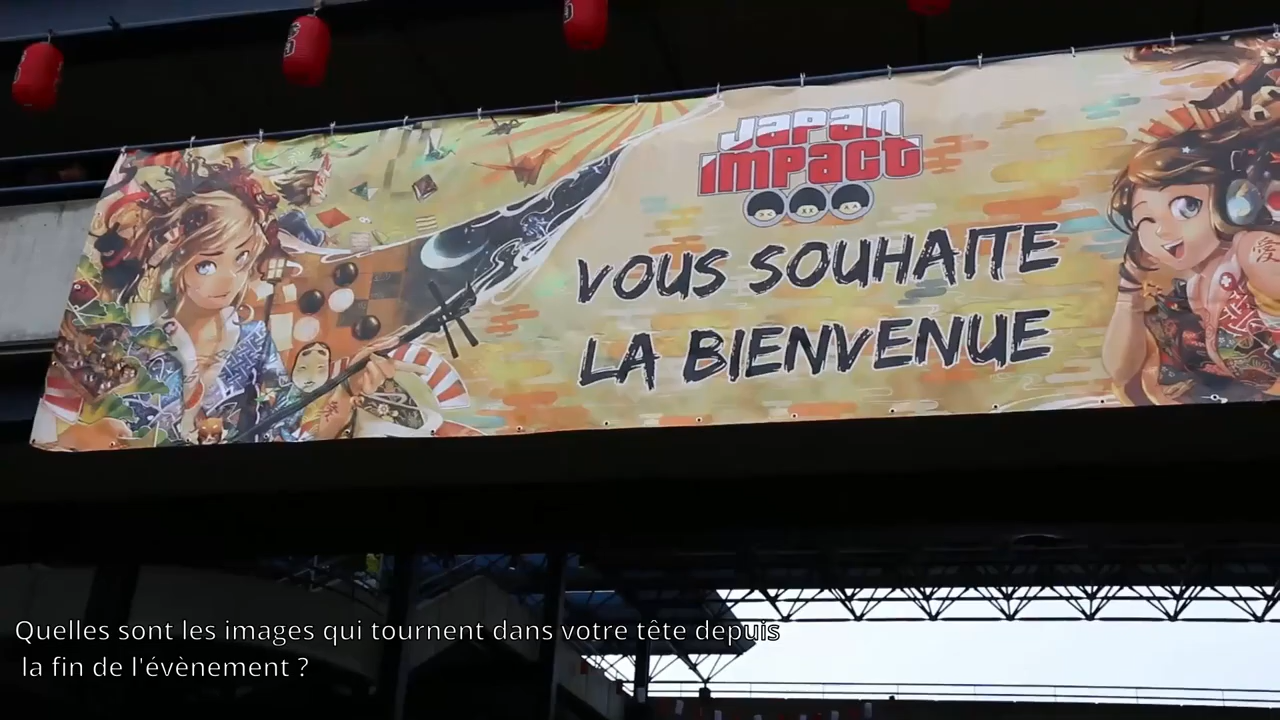 Japan
impact
VOUS SOUHAITE
LA BIENVENUE
愛
Quelles sont les images qui tournent dans votre tête depuis
la fin de l'évènement ?